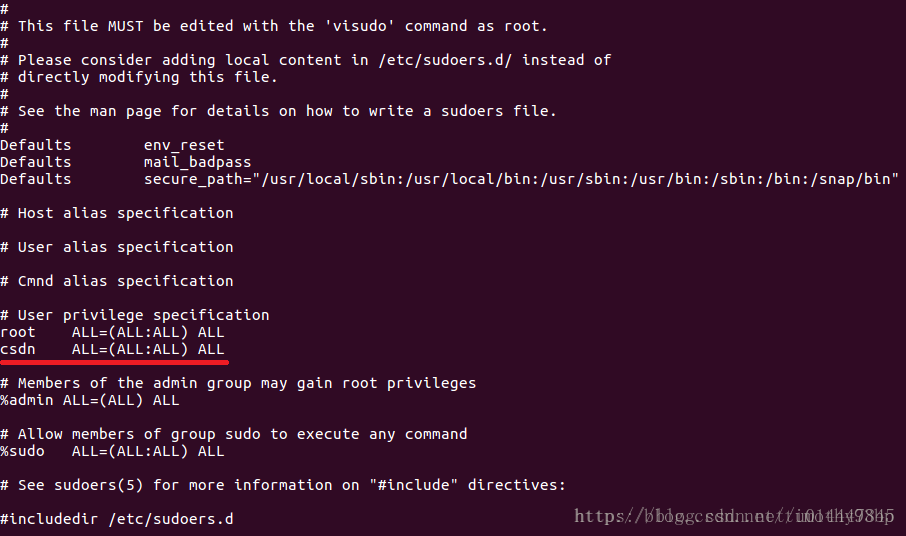 #
# This file MUST be edited with the 'visudo' command as root.
#
# Please consider adding local content in /etc/sudoers.d/ instead of
# directly modifying this file.
#
# See the man page for details on how to write a sudoers file.
#
Defaults        env_reset
Defaults        mail_badpass
Defaults        secure_path="/usr/local/sbin:/usr/local/bin:/usr/sbin:/usr/bin:/sbin:/bin:/snap/bin"
# Host alias specification
# User alias specification
# Cmnd alias specification
# User privilege specification
root    ALL=(ALL:ALL) ALL
csdn    ALL=(ALL:ALL) ALL
# Members of the admin group may gain root privileges
%admin ALL=(ALL) ALL
# Allow members of group sudo to execute any command
%sudo   ALL=(ALL:ALL) ALL
# See sudoers(5) for more information on "#include" directives:
#includedir /etc/sudoers.d